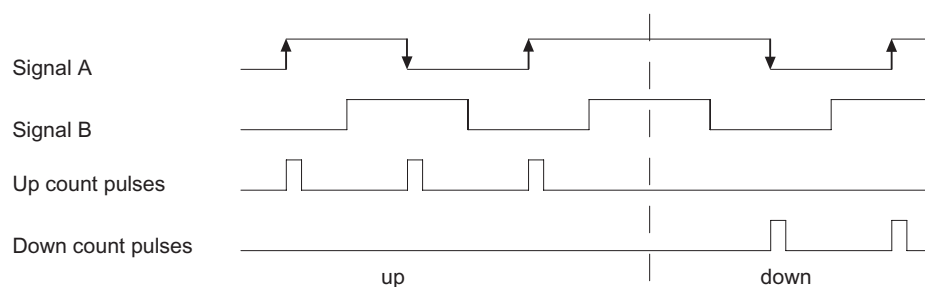 Signal A
Signal B
Up count pulses
Down count pulses
up down